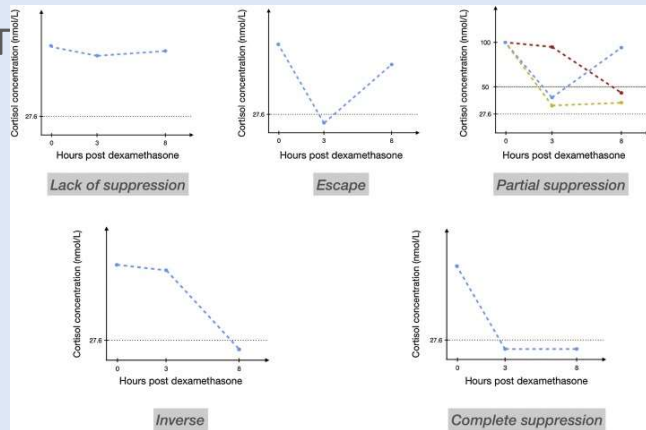 Cortisol concentration (nmol/L)
27.6
0 3 8
Hours post dexamethasone
Lack of suppression
Cortisol concentration (nmol/L)
27.6
0 3 8
Hours post dexamethasone
Escape
Cortisol concentration (nmol/L)
100
50
27.6
0 3 8
Hours post dexamethasone
Partial suppression
Cortisol concentration (nmol/L)
27.6
0 3 8
Hours post dexamethasone
Inverse
Cortisol concentration (nmol/L)
27.6
0 3 8
Hours post dexamethasone
Complete suppression